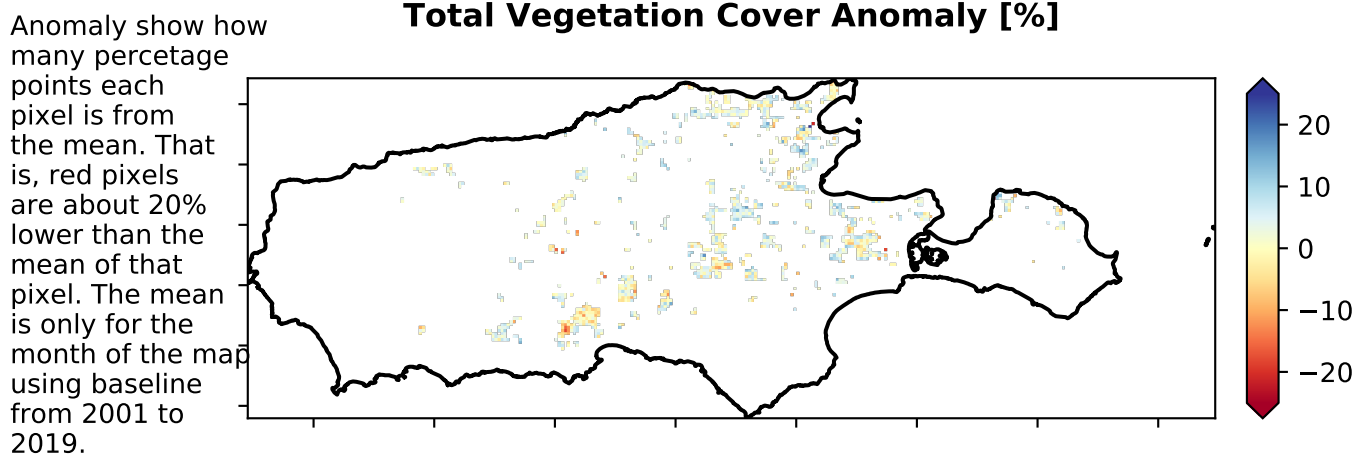 Total Vegetation Cover Anomaly [%]
Anomaly show how
many percetage
points each
pixel is from
the mean. That
is, red pixels
are about 20%
lower than the
mean of that
pixel. The mean
is only for the
month of the map
using baseline
from 2001 to
2019.
20
10
0
−10
−20